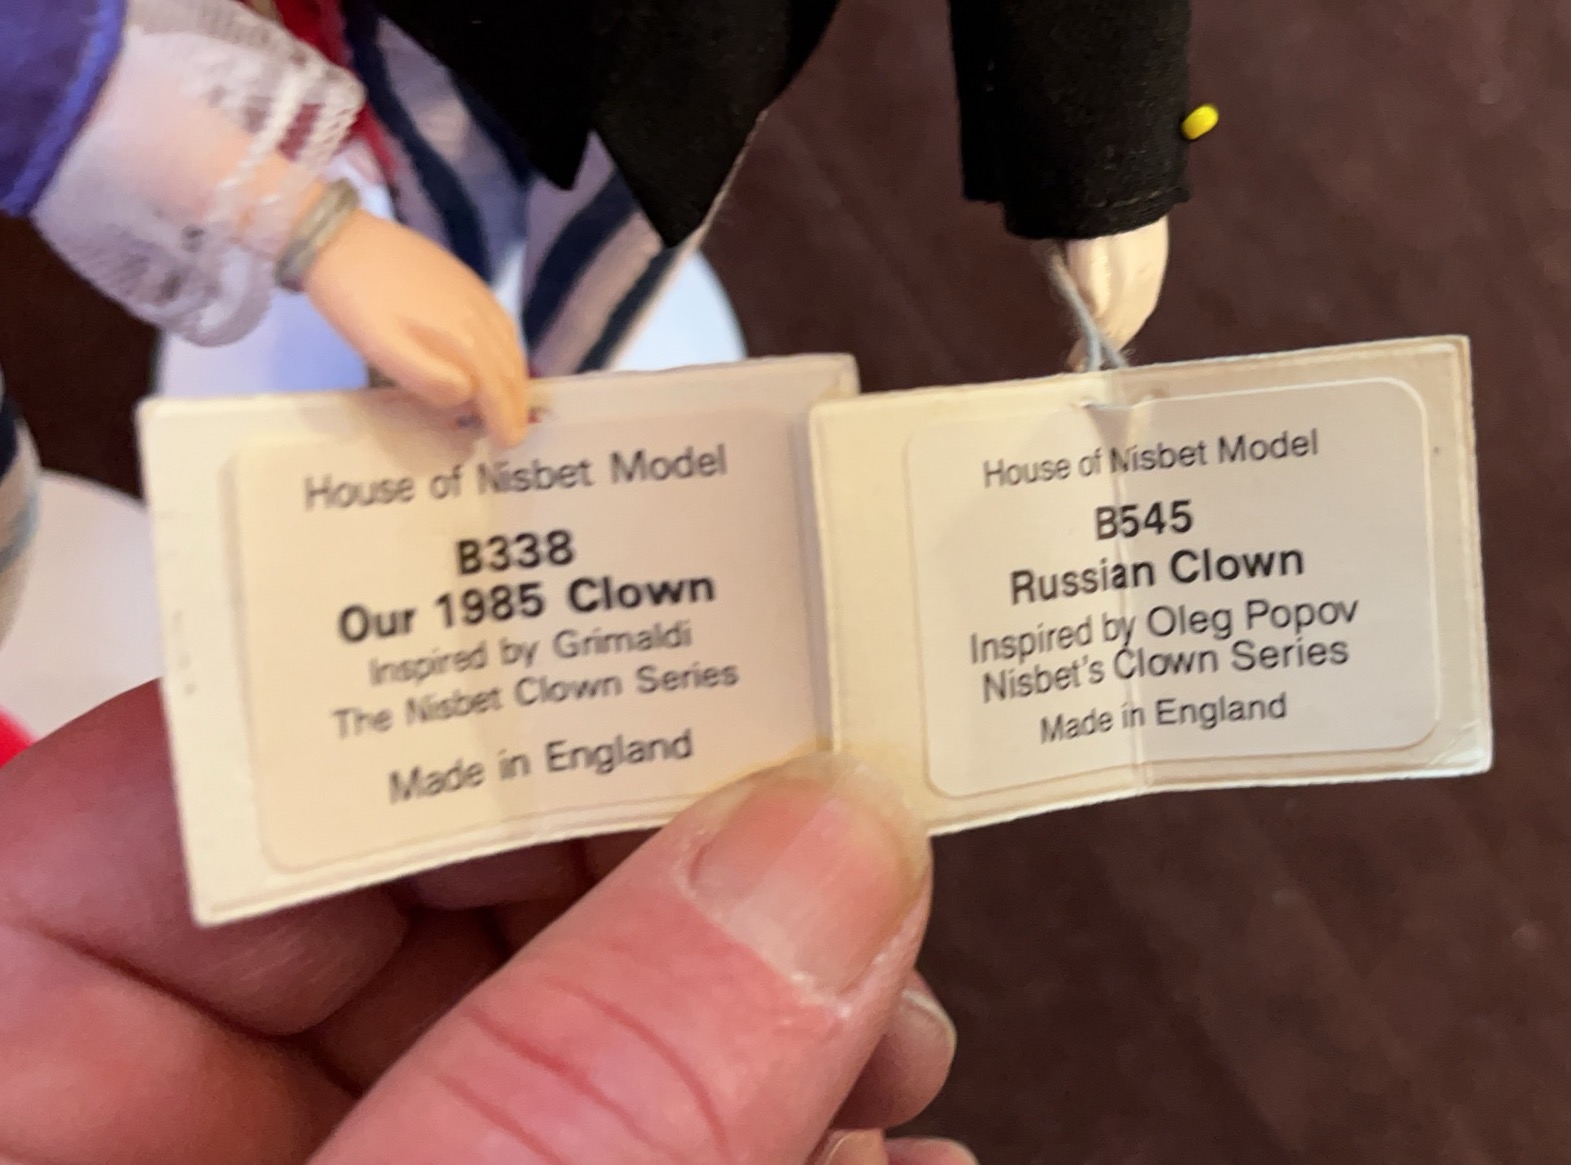 House of Nisbet Model
B338
Our 1985 Clown
Inspired by Grimaldi
The Nisbet Clown Series
Made in England
House of Nisbet Model
B545
Russian Clown
Inspired by Oleg Popov
Nisbet's Clown Series
Made in England